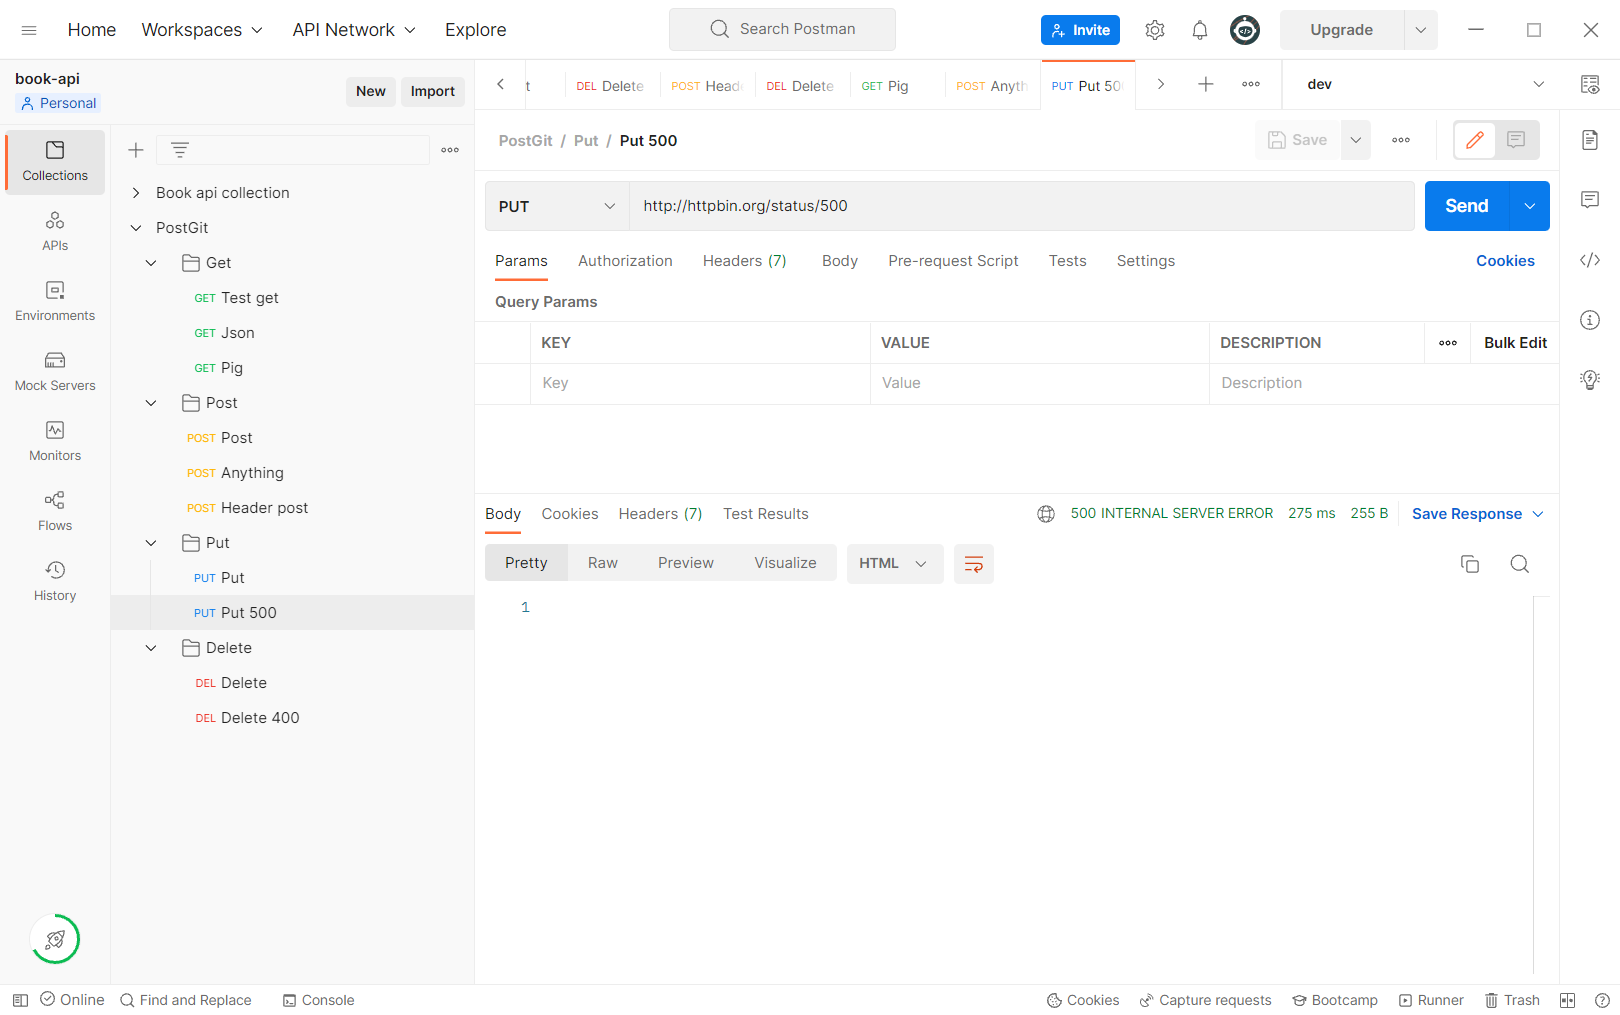 Home Workspaces API Network Explore Search Postman Invite Upgrade
book-api
Personal
New Import
t DEL Delete POST Head GET DEL Delete GET Pig POST Anyth PUT Put 50 dev
PostGit / Put / Put 500 Save
Collections
APIs
Environments
Mock Servers
Monitors
Flows
History
Book api collection
PostGit
Get
GET Test get
GET Json
GET Pig
Post
POST Post
POST Anything
POST Header post
Put
PUT Put
PUT Put 500
Delete
DEL Delete
DEL Delete 400
PUT http://httpbin.org/status/500 Send
Params Authorization Headers (7) Body Pre-request Script Tests Settings Cookies
Query Params
KEY VALUE DESCRIPTION Bulk Edit
Key Value Description
Body Cookies Headers (7) Test Results 500 INTERNAL SERVER ERROR 275 ms 255 B Save Response
Pretty Raw Preview Visualize HTML
1
Online Find and Replace Console Cookies Capture requests Bootcamp Runner Trash